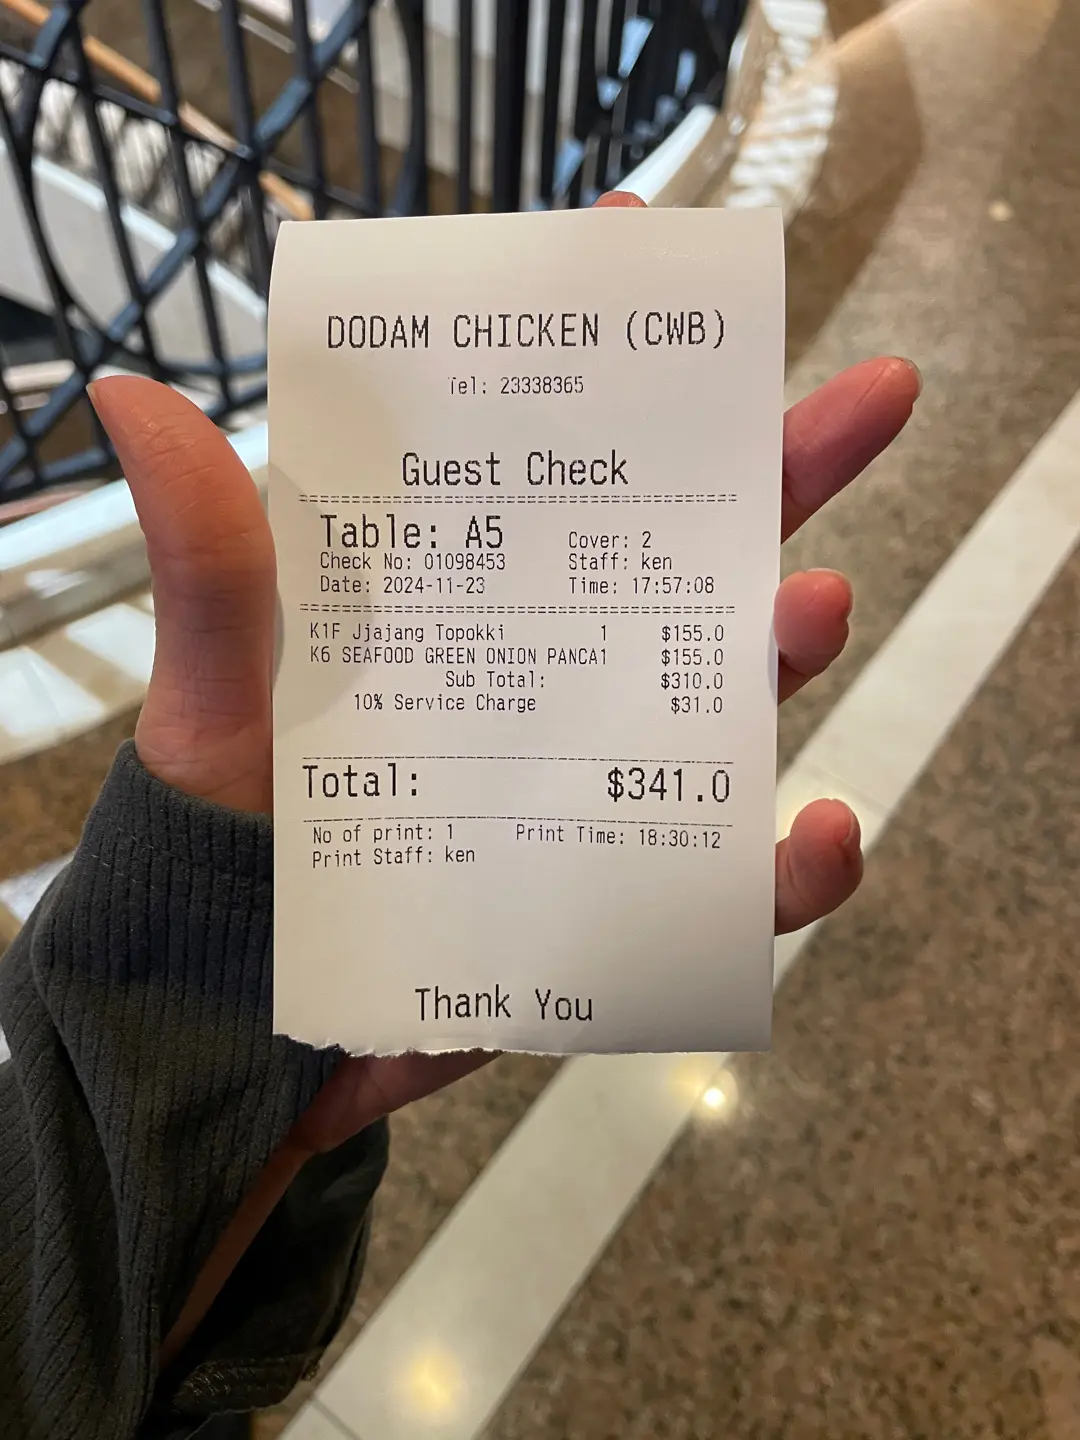 DODAM CHICKEN (CWB)
Tel: 23338365
Guest Check
Table: A5 Cover: 2
Check No: 01098453 Staff: ken
Date: 2024-11-23 Time: 17:57:08
K1F Jjajang Topokki 1 $155.0
K6 SEAFOOD GREEN ONION PANCA1 $155.0
Sub Total: $310.0
10% Service Charge $31.0
Total: $341.0
No of print: 1 Print Time: 18:30:12
Print Staff: ken
Thank You